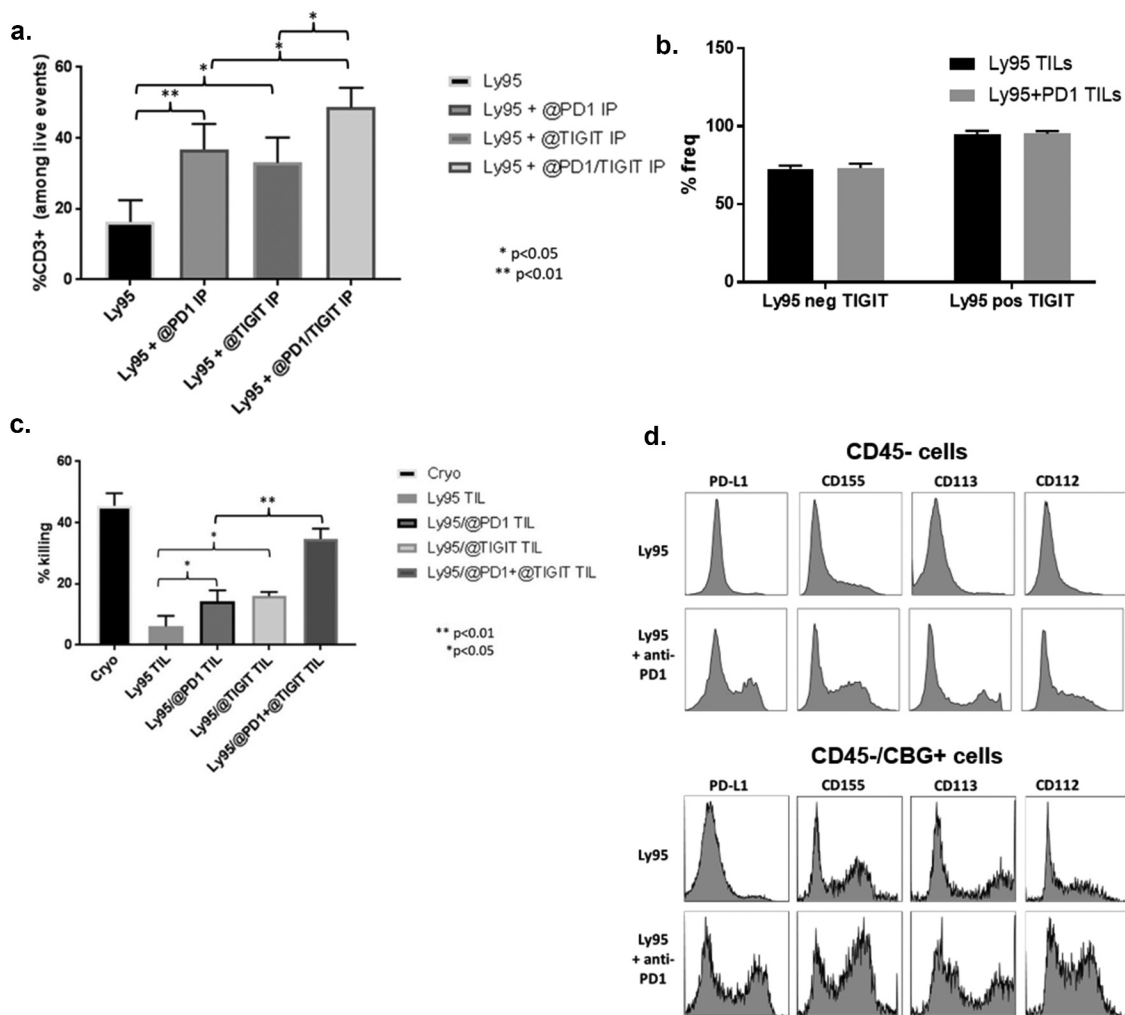 a.
*
*
*
**
80
60
40
20
0
%CD3+ (among live events)
Ly95
Ly95 + @PD1 IP
Ly95 + @TIGIT IP
Ly95 + @PD1/TIGIT IP
Ly95
Ly95 + @PD1 IP
Ly95 + @TIGIT IP
Ly95 + @PD1/TIGIT IP
* p<0.05
** p<0.01
b.
150
100
50
0
% freq
Ly95 TILs
Ly95+PD1 TILs
Ly95 neg TIGIT
Ly95 pos TIGIT
c.
60
40
20
0
% killing
**
*
*
Cryo
Ly95 TIL
Ly95/@PD1 TIL
Ly95/@TIGIT TIL
Ly95/@PD1+@TIGIT TIL
Cryo
Ly95 TIL
Ly95/@PD1 TIL
Ly95/@TIGIT TIL
Ly95/@PD1+@TIGIT TIL
** p<0.01
*p<0.05
d.
CD45- cells
PD-L1 CD155 CD113 CD112
Ly95
Ly95
+ anti-
PD1
CD45-/CBG+ cells
PD-L1 CD155 CD113 CD112
Ly95
Ly95
+ anti-
PD1